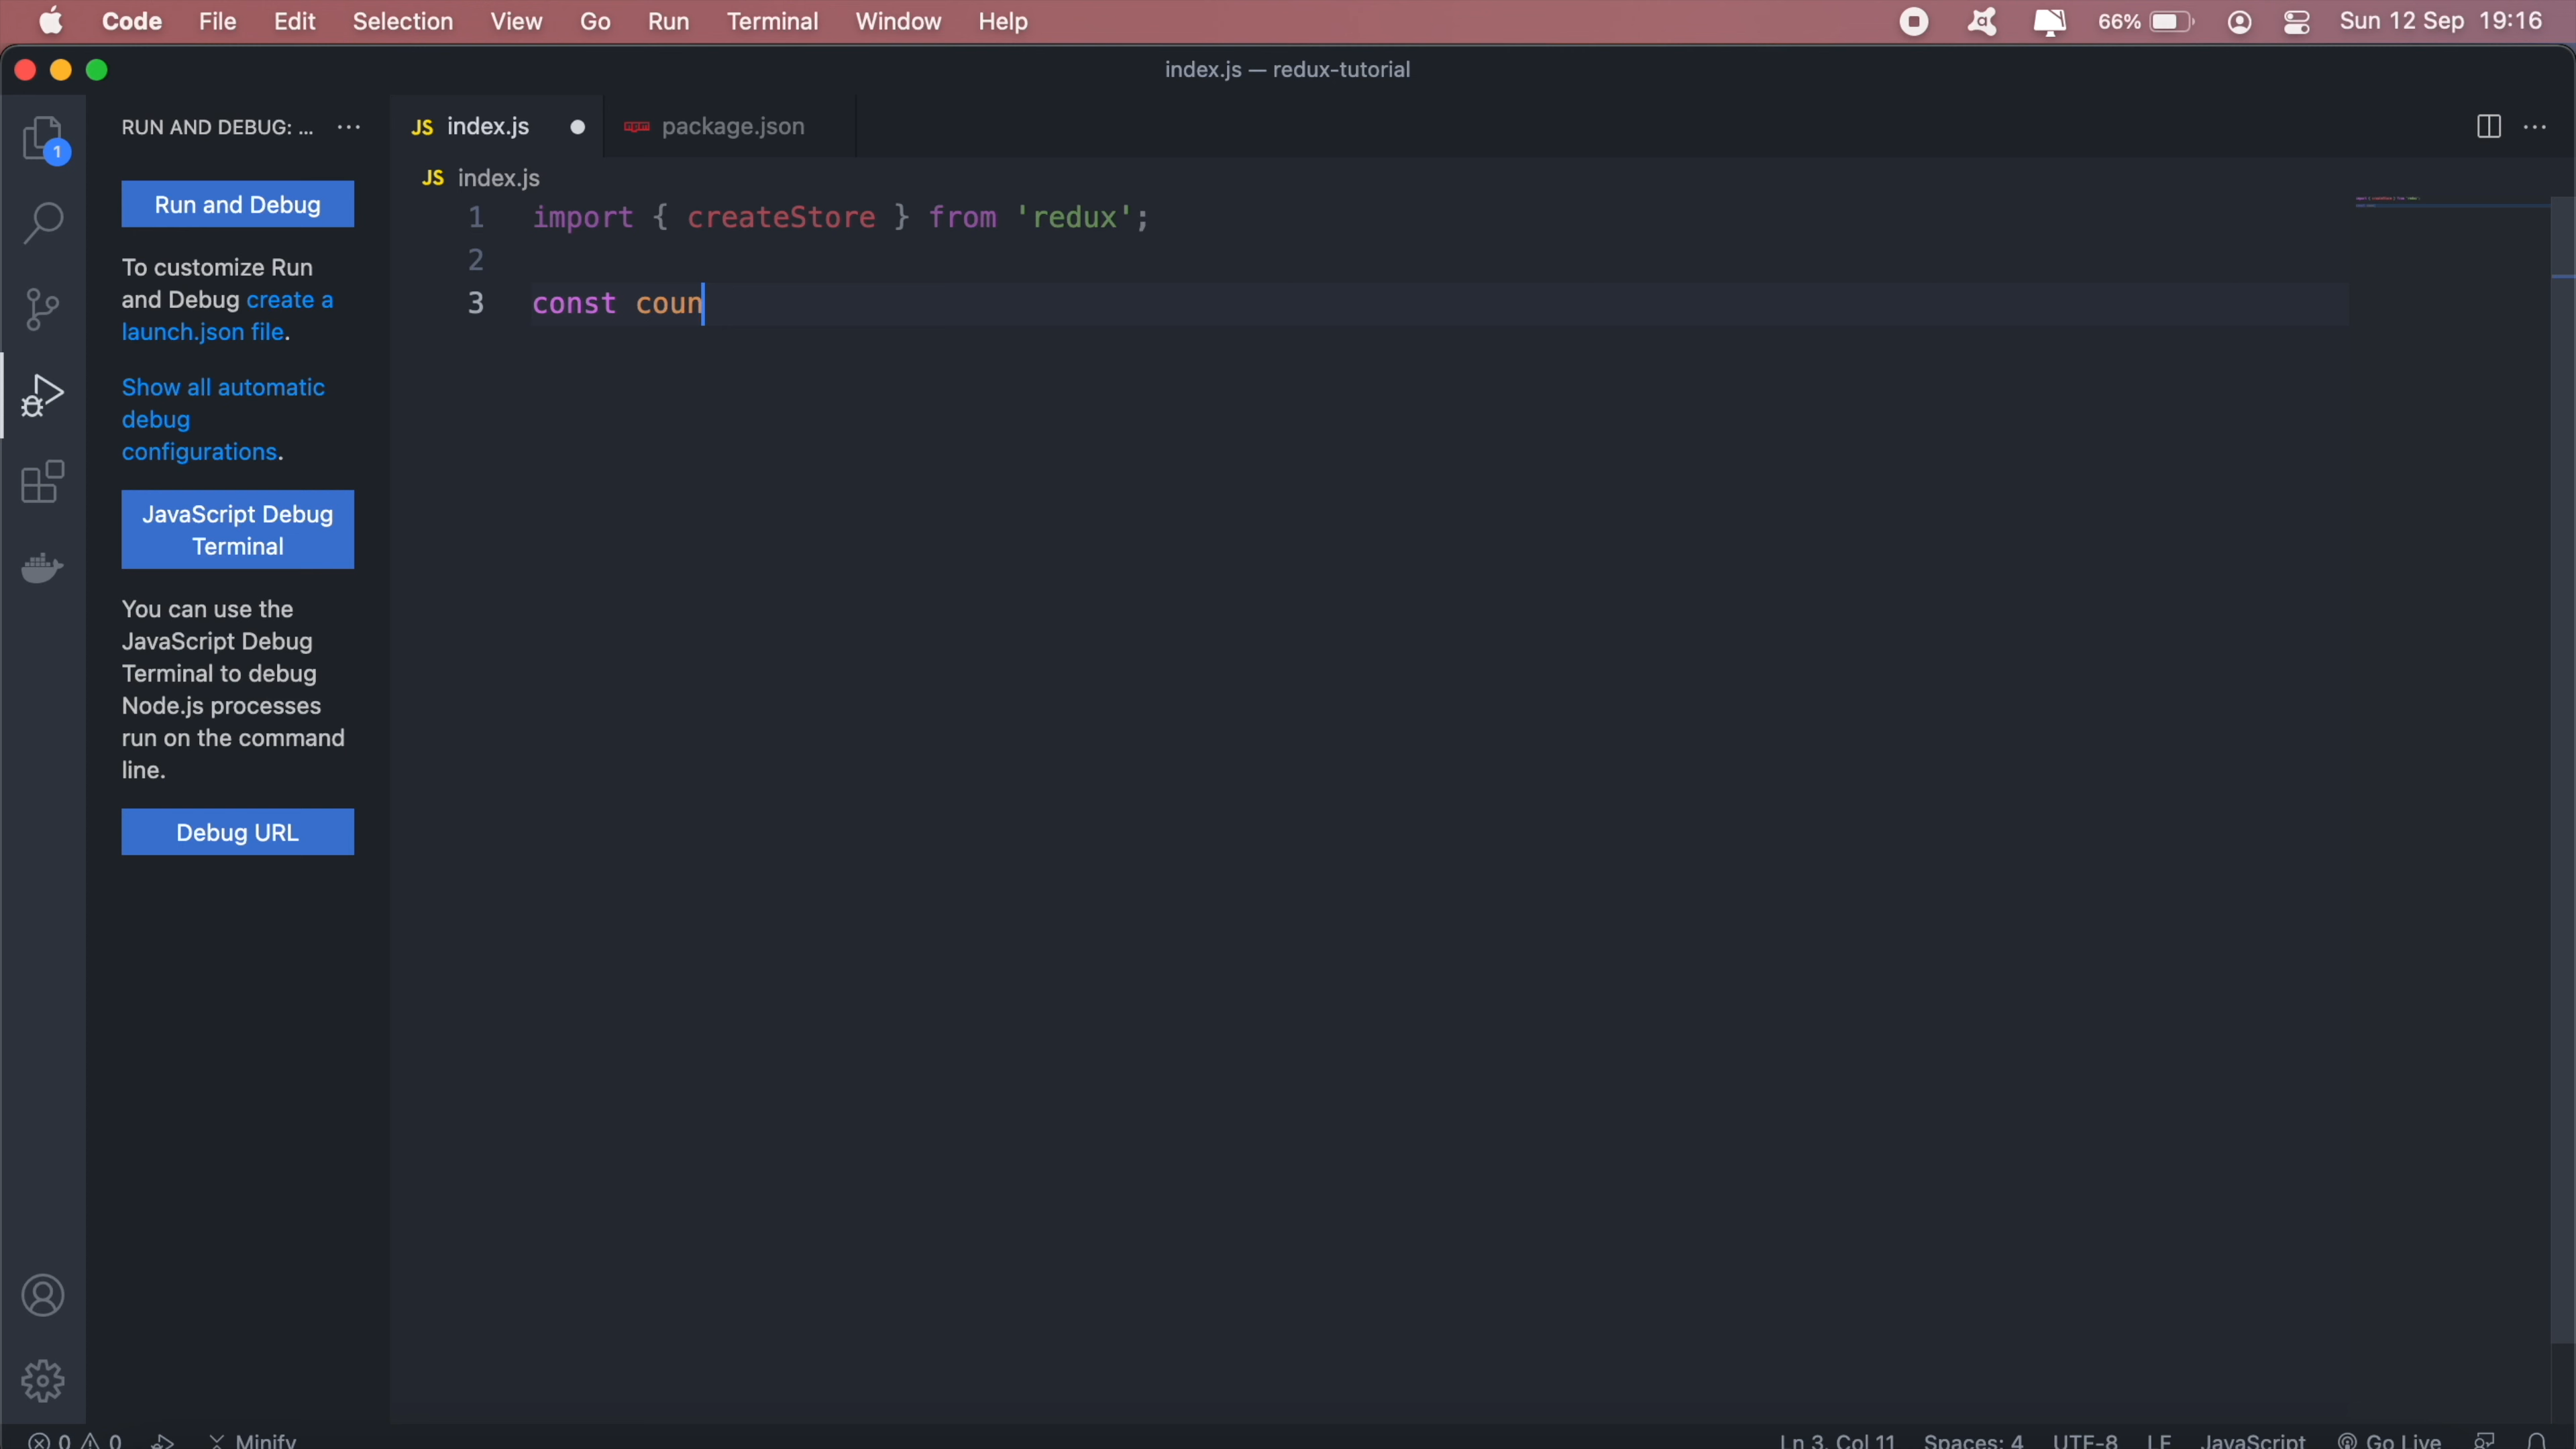 Code File Edit Selection View Go Run Terminal Window Help 66% Sun 12 Sep 19:16
index.js — redux-tutorial
RUN AND DEBUG: ... ···
JS index.js
npm package.json
1
JS index.js
Run and Debug
To customize Run
and Debug create a
launch.json file.
Show all automatic
debug
configurations.
JavaScript Debug
Terminal
You can use the
JavaScript Debug
Terminal to debug
Node.js processes
run on the command
line.
Debug URL
1 import { createStore } from 'redux';
2
3 const coun
0 0 Minify Ln 3, Col 11 Spaces: 4 UTF-8 LF JavaScript Go Live